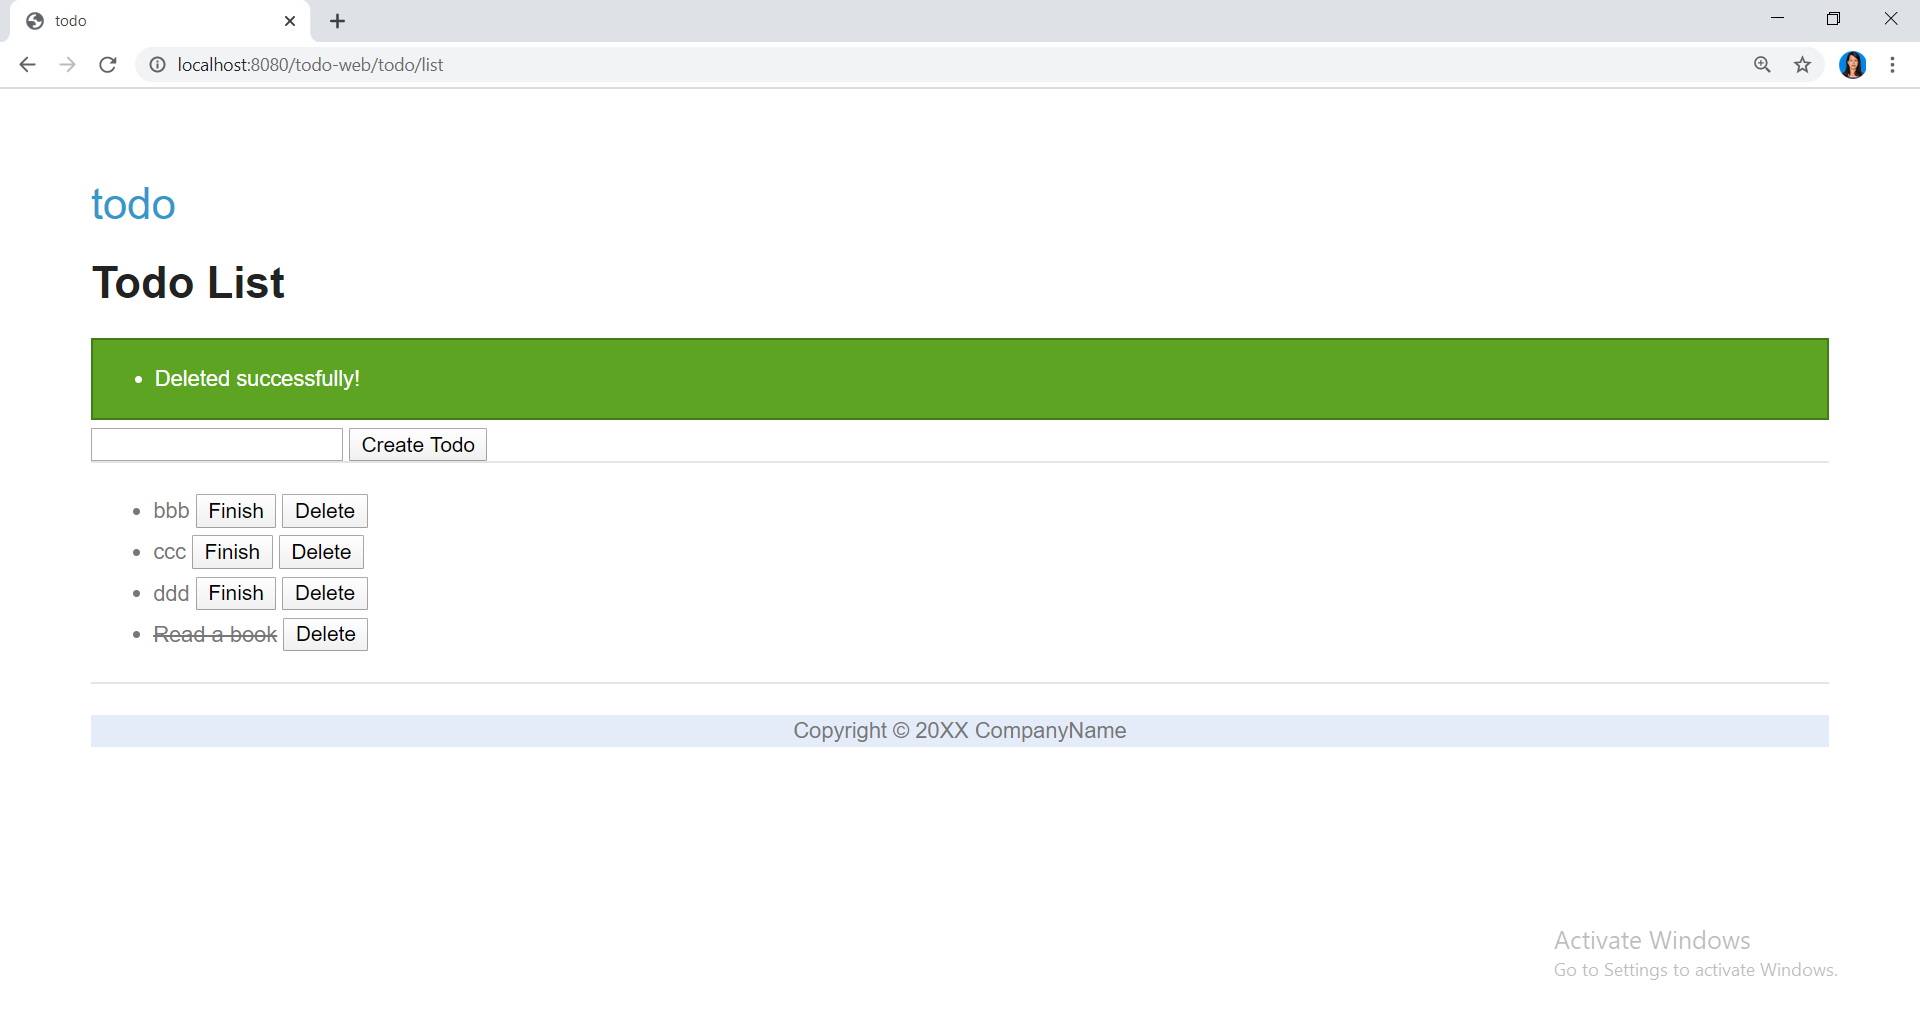 todo
localhost:8080/todo-web/todo/list
todo
Todo List
Deleted successfully!
Create Todo
bbb Finish Delete
ccc Finish Delete
ddd Finish Delete
Read a book Delete
Copyright © 20XX CompanyName
Activate Windows
Go to Settings to activate Windows.